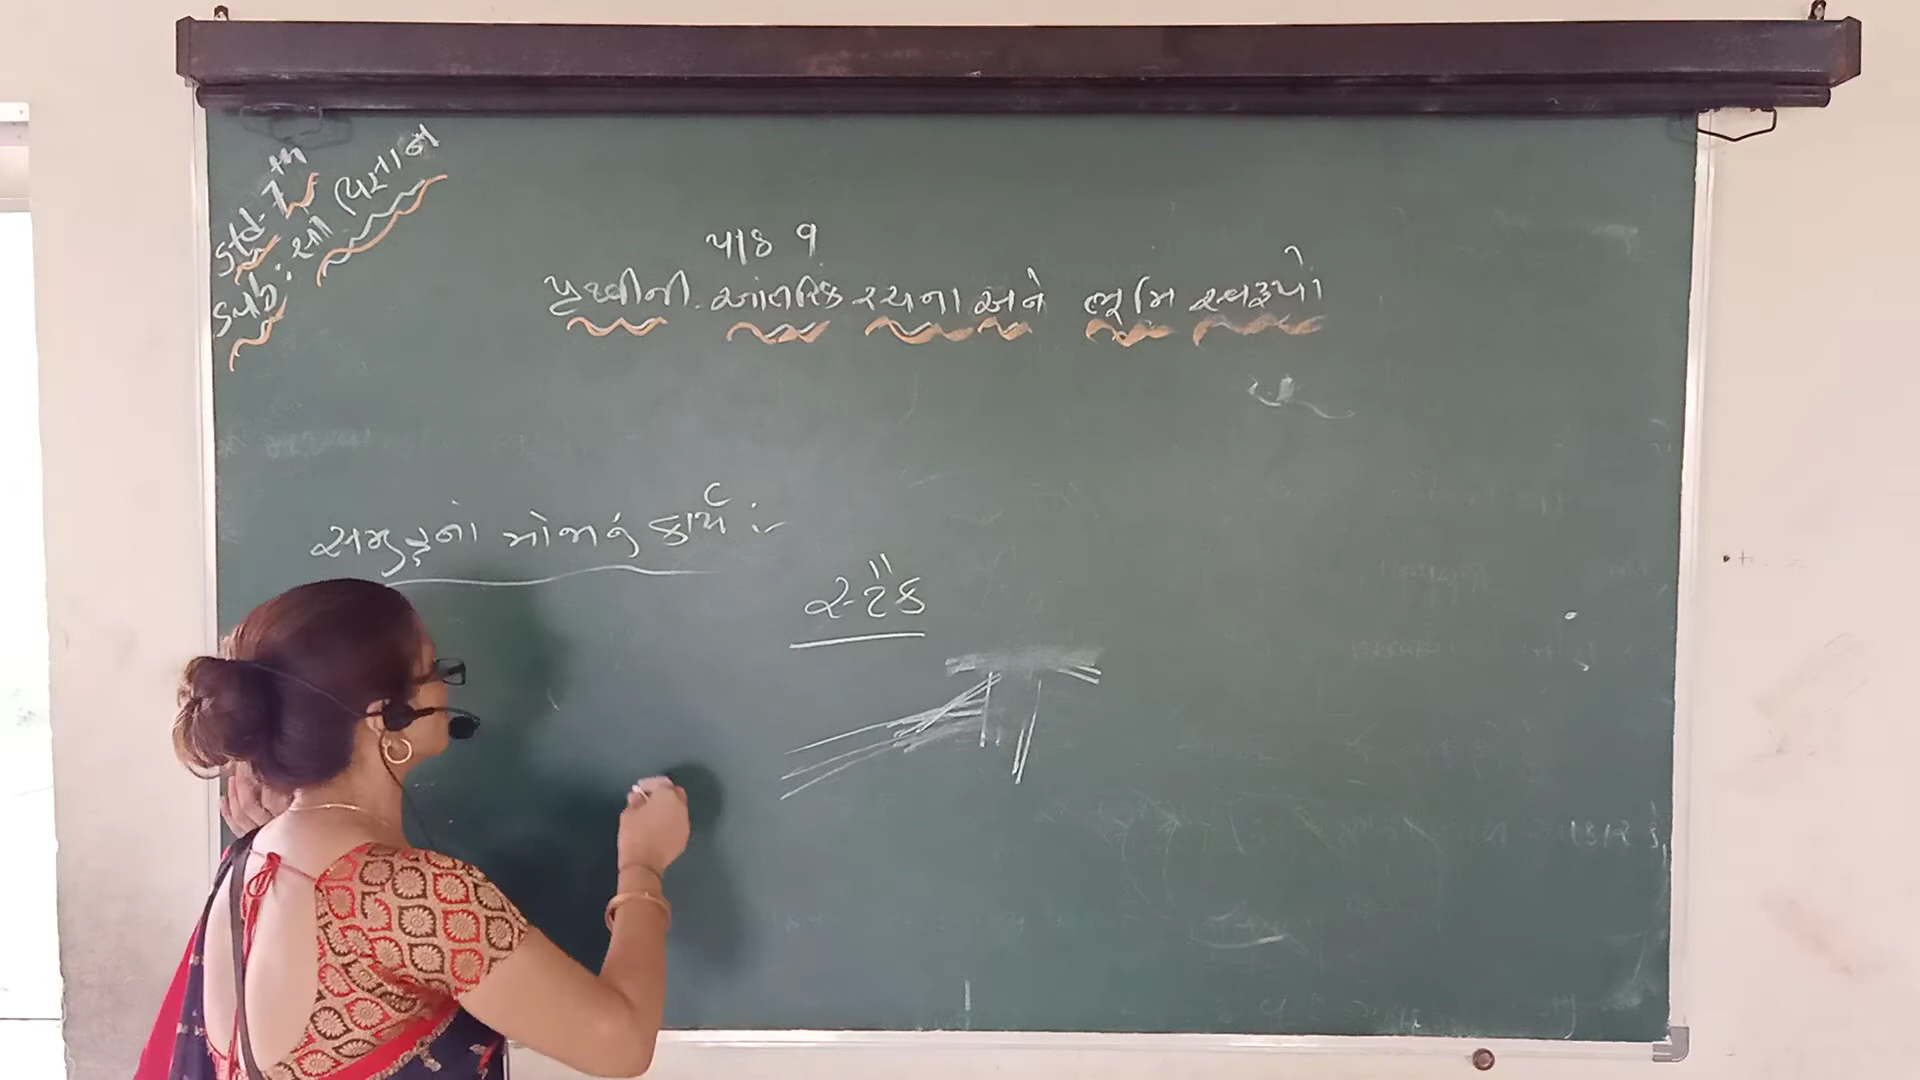 Std- 7th
Sub: સા. વિજ્ઞાન
પાઠ ૧
પૃથ્વીની આંતરિક રચના અને ભૂમિ સ્વરૂપો
સમુદ્રનો મોજાનું કાર્ય :-
સ્ટૅક